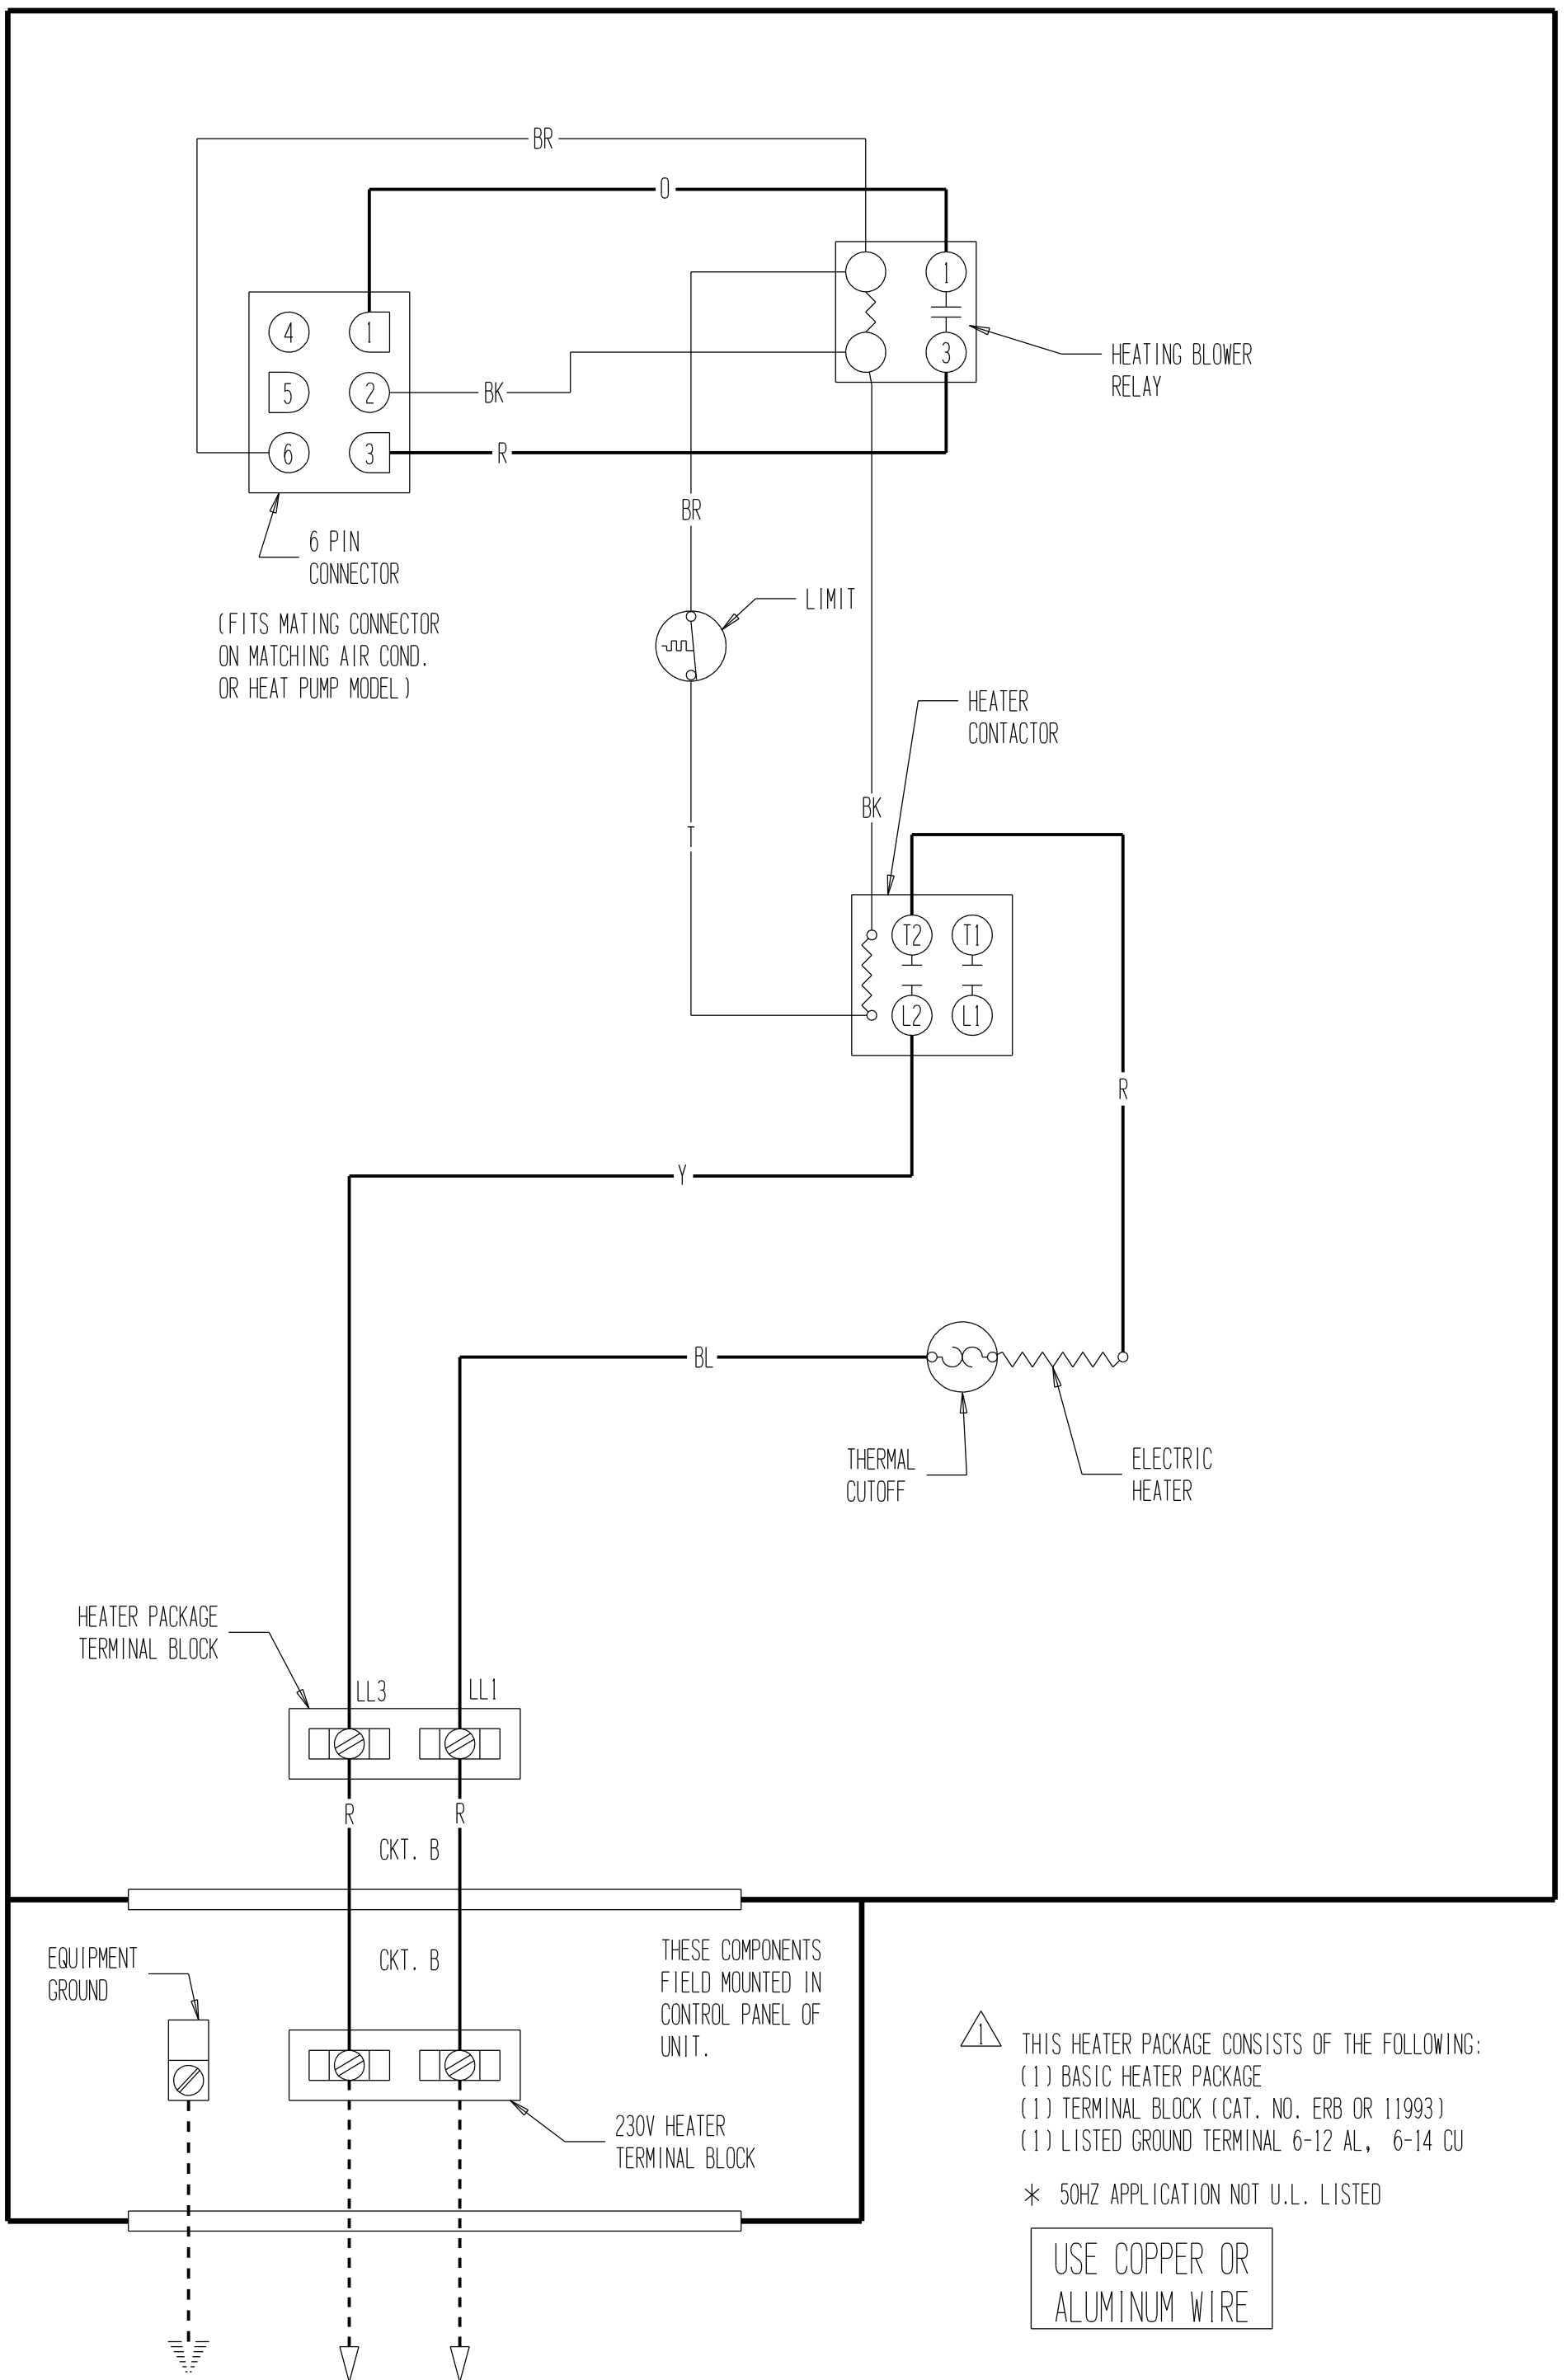 BR
O
4
1
1
5
2
3
HEATING BLOWER
RELAY
BK
6
3
R
BR
6 PIN
CONNECTOR
(FITS MATING CONNECTOR
ON MATCHING AIR COND.
OR HEAT PUMP MODEL)
LIMIT
HEATER
CONTACTOR
BK
T
T2
T1
L2
L1
R
Y
BL
THERMAL
CUTOFF
ELECTRIC
HEATER
HEATER PACKAGE
TERMINAL BLOCK
LL3
LL1
R
R
CKT. B
EQUIPMENT
GROUND
CKT. B
THESE COMPONENTS
FIELD MOUNTED IN
CONTROL PANEL OF
UNIT.
230V HEATER
TERMINAL BLOCK
1
THIS HEATER PACKAGE CONSISTS OF THE FOLLOWING:
(1) BASIC HEATER PACKAGE
(1) TERMINAL BLOCK (CAT. NO. ERB OR 11993)
(1) LISTED GROUND TERMINAL 6-12 AL, 6-14 CU
* 50HZ APPLICATION NOT U.L. LISTED
USE COPPER OR
ALUMINUM WIRE